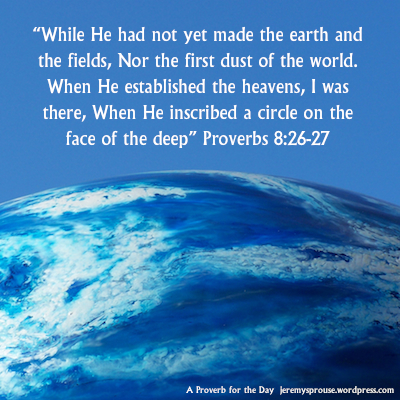 “While He had not yet made the earth and
the fields, Nor the first dust of the world.
When He established the heavens, I was
there, When He inscribed a circle on the
face of the deep” Proverbs 8:26-27
A Proverb for the Day jeremysprouse.wordpress.com